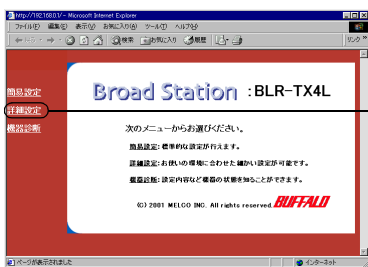 http://192.168.0.1/ - Microsoft Internet Explorer
ファイル(F) 編集(E) 表示(V) お気に入り(A) ツール(T) ヘルプ(H)
戻る 検索 お気に入り 履歴 リンク »
簡易設定
詳細設定
機器診断
Broad Station :BLR-TX4L
次のメニューからお選びください。
簡易設定: 標準的な設定が行えます。
詳細設定: お使いの環境に合わせた細かい設定が可能です。
機器診断: 設定内容など機器の状態を知ることができます。
(C) 2001 MELCO INC. All rights reserved. BUFFALO
ページが表示されました インターネット